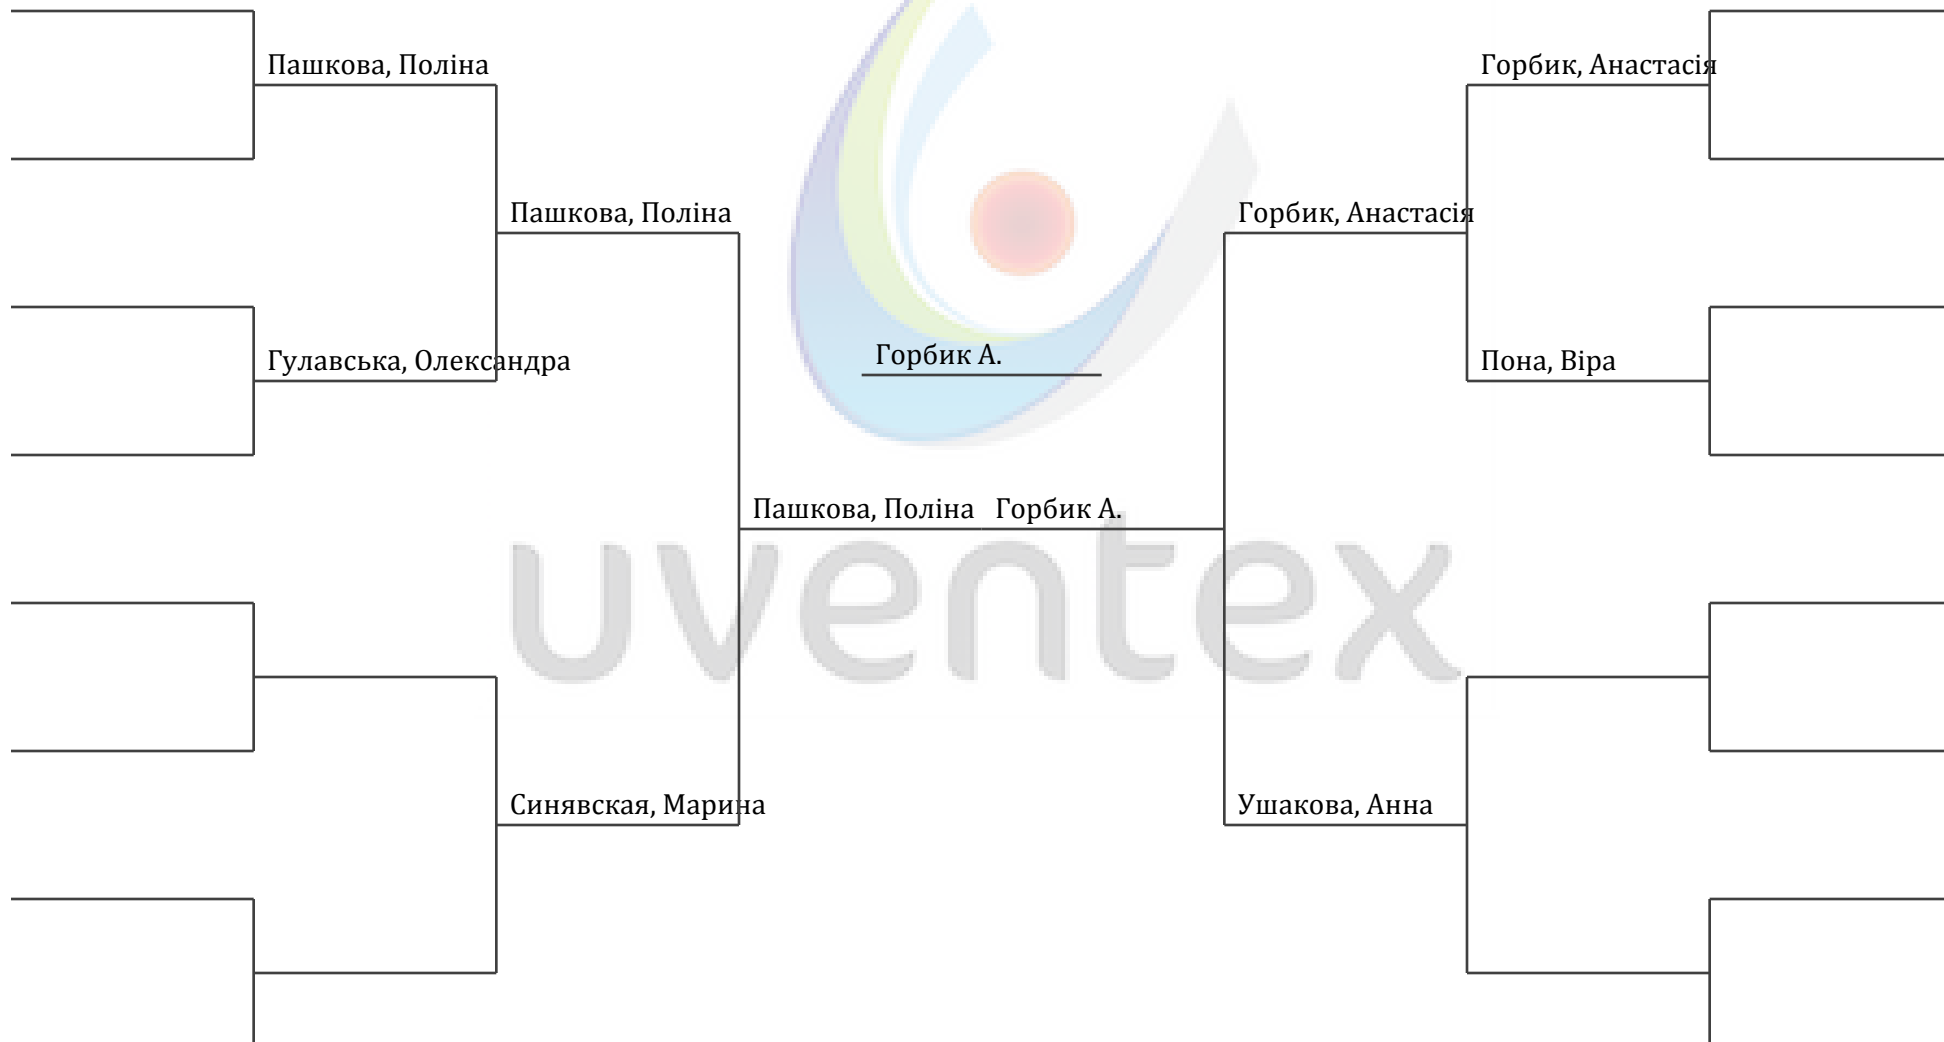 Пашкова, Поліна
Горбик, Анастасія
Пашкова, Поліна
Горбик, Анастасія
Гулавська, Олександра
Горбик А.
Пона, Віра
Пашкова, Поліна
Горбик А.
uventex
Синявская, Марина
Ушакова, Анна